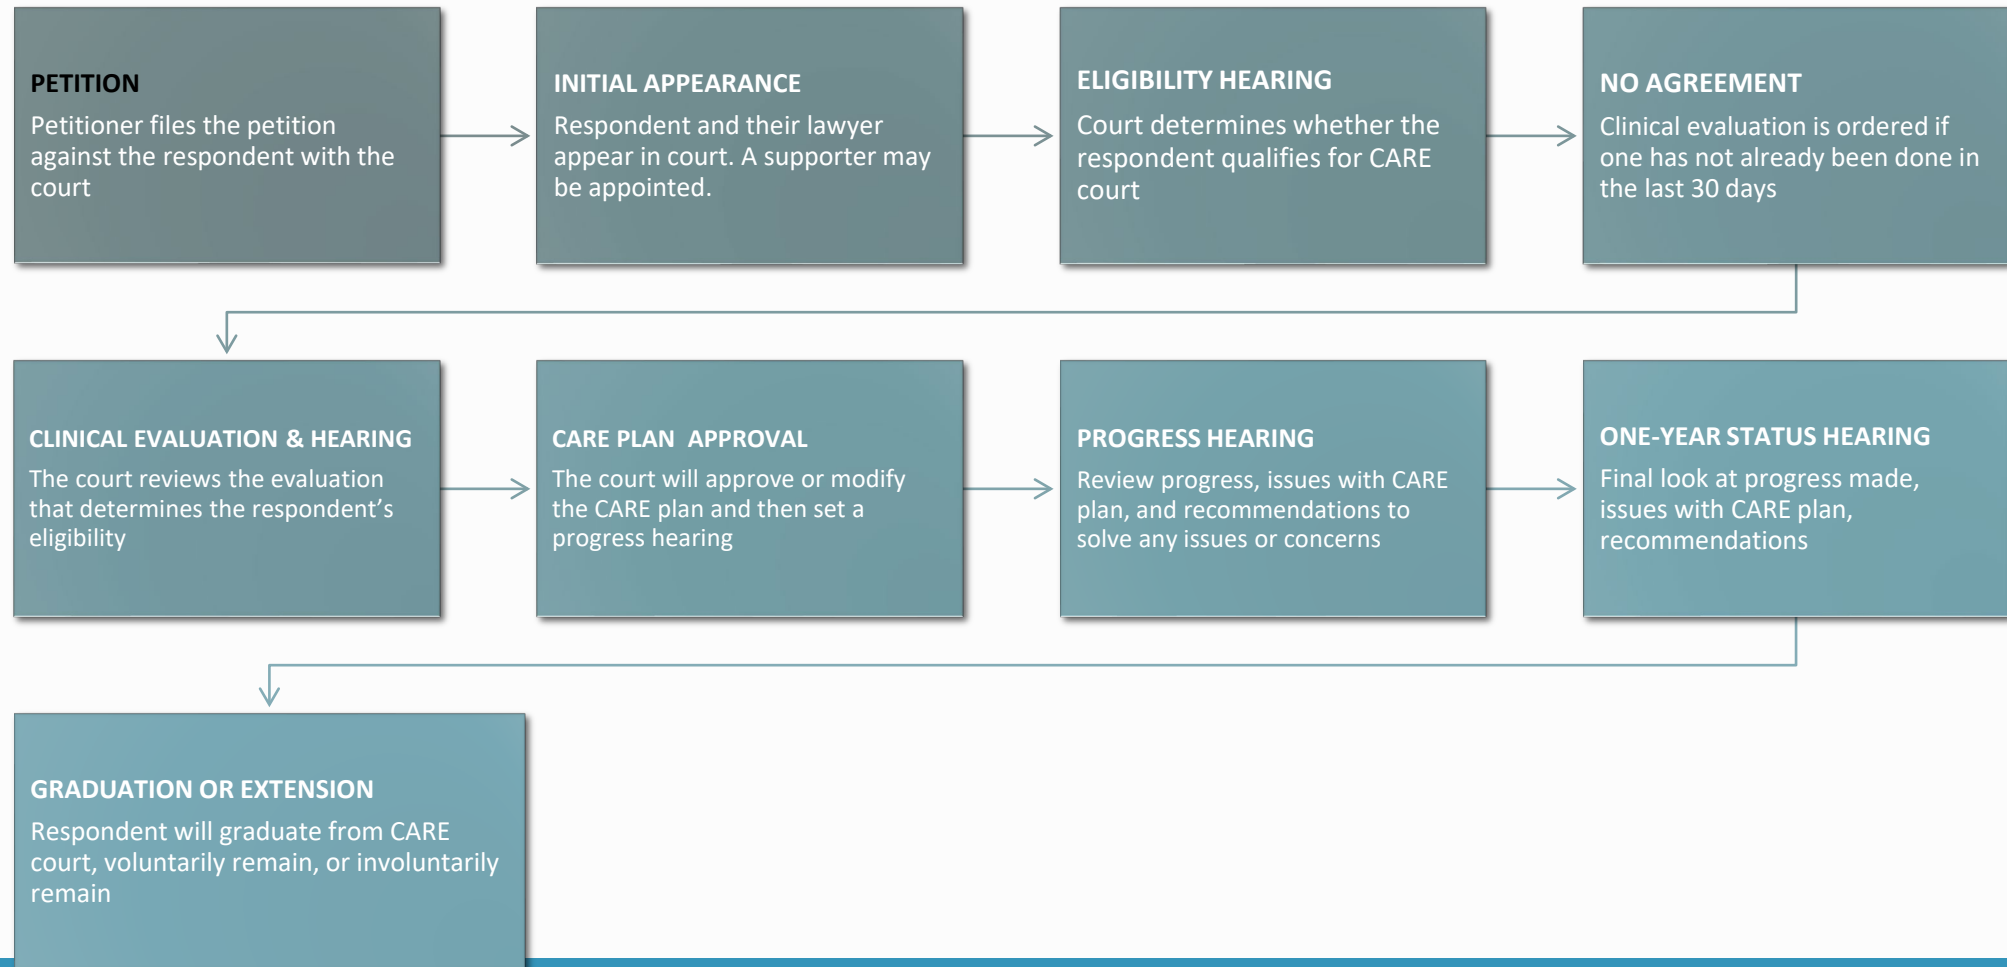 PETITION
Petitioner files the petition
against the respondent with the
court
INITIAL APPEARANCE
Respondent and their lawyer
appear in court. A supporter may
be appointed.
ELIGIBILITY HEARING
Court determines whether the
respondent qualifies for CARE
court
NO AGREEMENT
Clinical evaluation is ordered if
one has not already been done in
the last 30 days
CLINICAL EVALUATION & HEARING
The court reviews the evaluation
that determines the respondent’s
eligibility
CARE PLAN APPROVAL
The court will approve or modify
the CARE plan and then set a
progress hearing
PROGRESS HEARING
Review progress, issues with CARE
plan, and recommendations to
solve any issues or concerns
ONE-YEAR STATUS HEARING
Final look at progress made,
issues with CARE plan,
recommendations
GRADUATION OR EXTENSION
Respondent will graduate from CARE
court, voluntarily remain, or involuntarily
remain